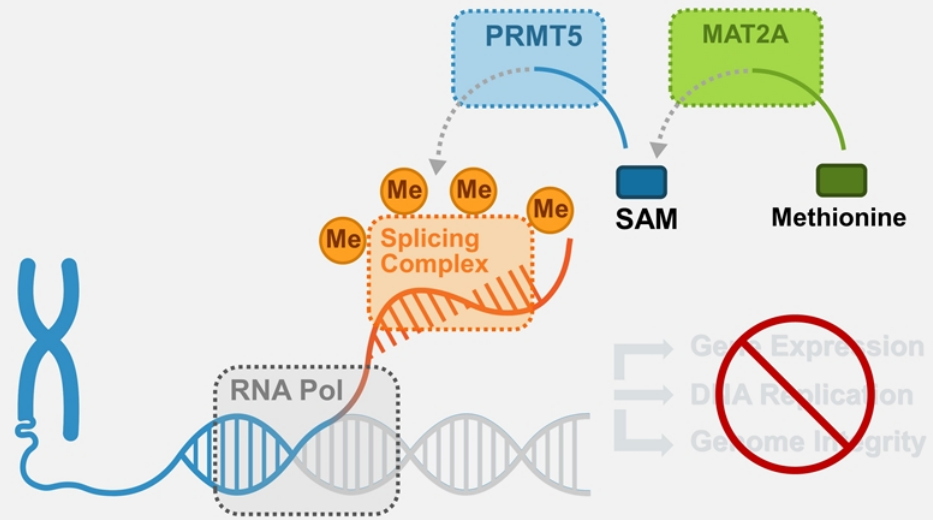 PRMT5
MAT2A
Me
Me
Me
Me
SAM
Methionine
Splicing
Complex
RNA Pol
Gene Expression
DNA Replication
Genome Integrity